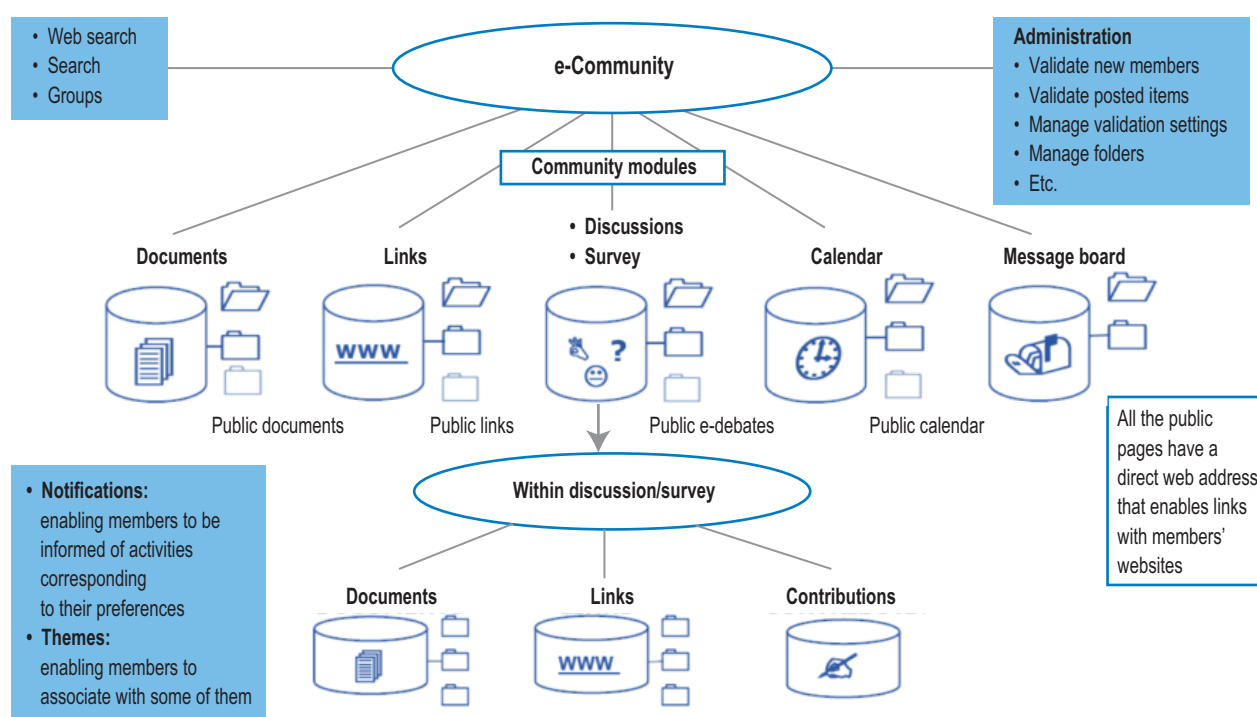 • Web search
• Search
• Groups
e-Community
Administration
• Validate new members
• Validate posted items
• Manage validation settings
• Manage folders
• Etc.
Community modules
• Discussions
• Survey
Documents
Links
Calendar
Message board
www
?
Public documents
Public links
Public e-debates
Public calendar
All the public
pages have a
direct web address
that enables links
with members’
websites
Within discussion/survey
• Notifications:
enabling members to be
informed of activities
corresponding
to their preferences
• Themes:
enabling members to
associate with some of them
Documents
Links
Contributions
www